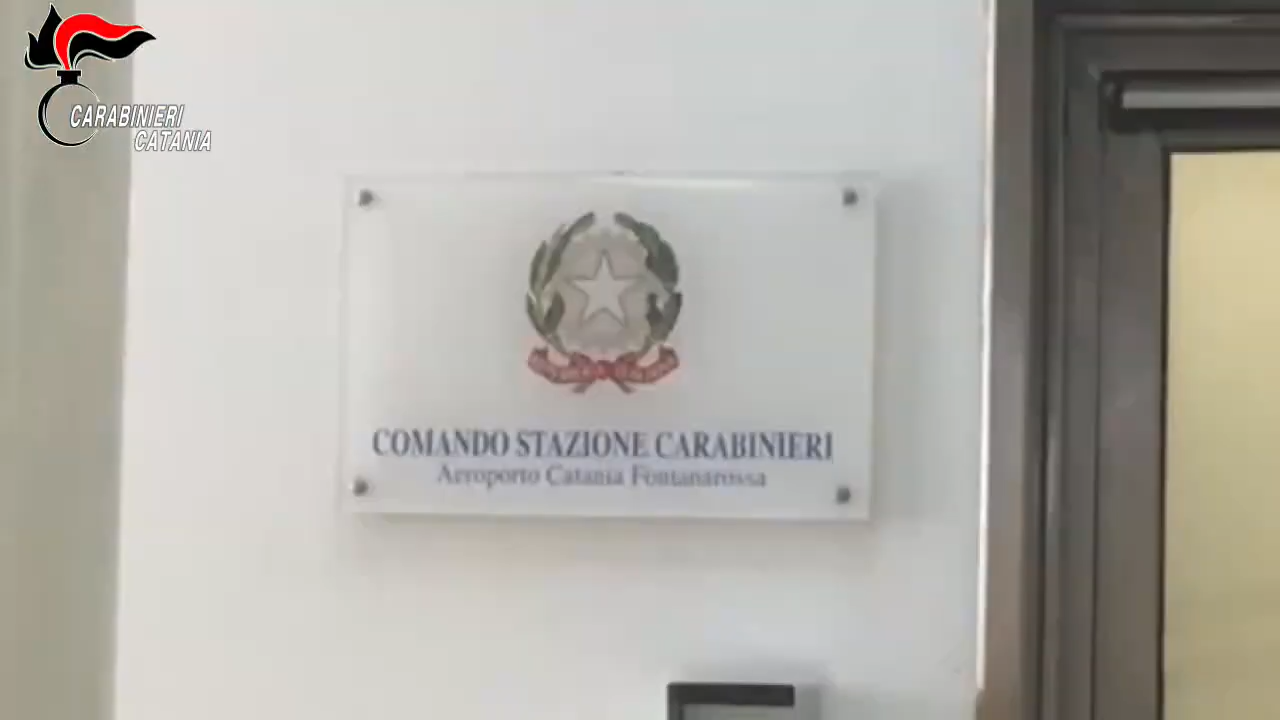 CARABINIERI
CATANIA
COMANDO STAZIONE CARABINIERI
Aeroporto Catania Fontanarossa